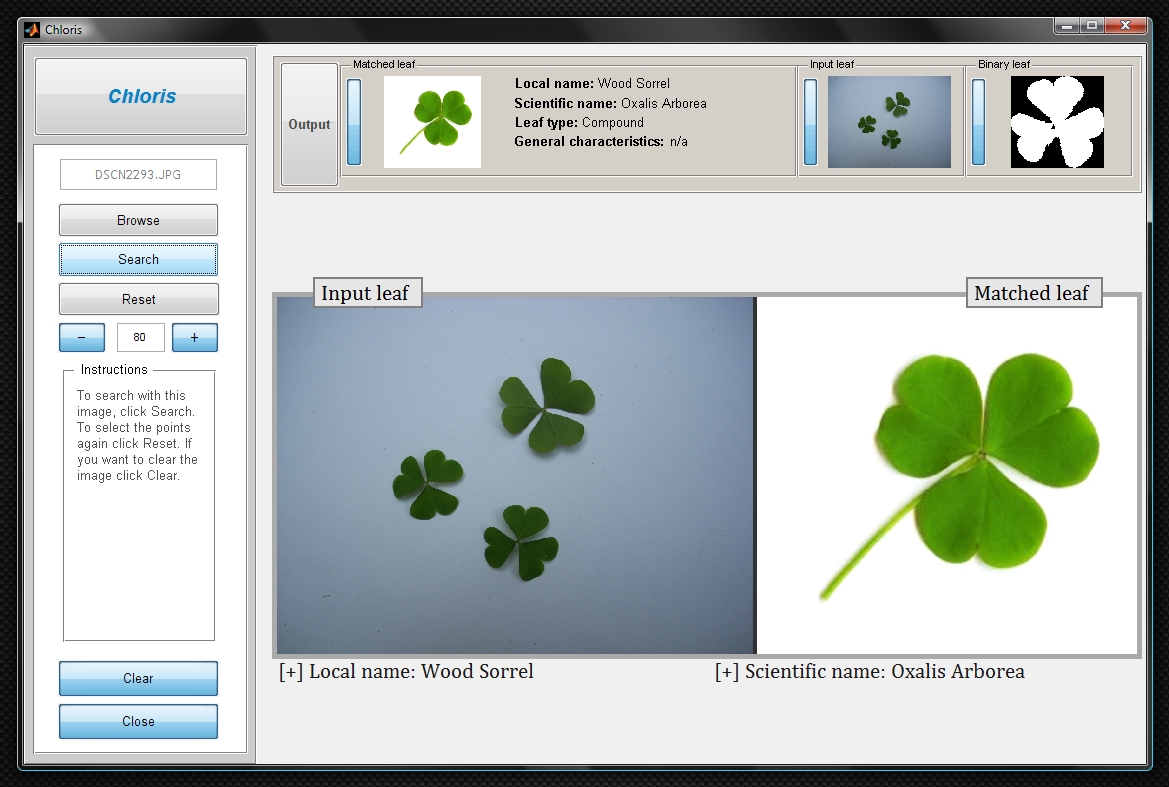 Chloris
Chloris
DSCN2293.JPG
Browse
Search
Reset
– 80 +
Instructions
To search with this
image, click Search.
To select the points
again click Reset. If
you want to clear the
image click Clear.
Clear
Close
Output
Matched leaf
Local name: Wood Sorrel
Scientific name: Oxalis Arborea
Leaf type: Compound
General characteristics: n/a
Input leaf
Binary leaf
Input leaf
Matched leaf
[+] Local name: Wood Sorrel
[+] Scientific name: Oxalis Arborea